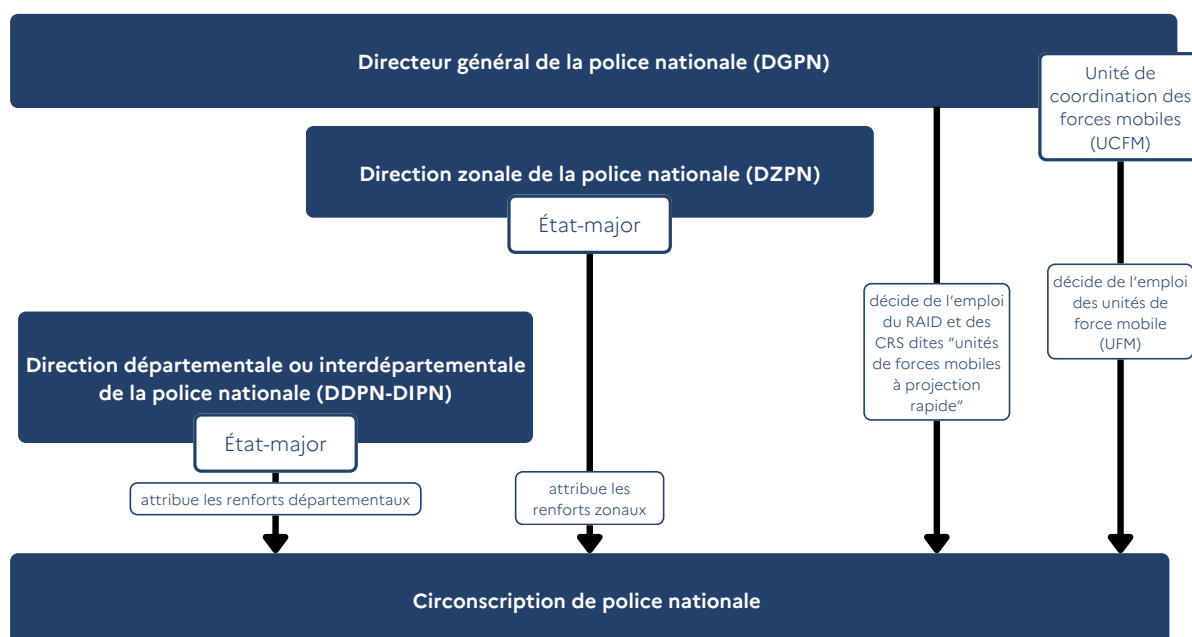 Directeur général de la police nationale (DGPN)
Unité de
coordination des
forces mobiles
(UCFM)
Direction zonale de la police nationale (DZPN)
État-major
décide de l’emploi
du RAID et des
CRS dites “unités
de forces mobiles
à projection
rapide”
décide de l’emploi
des unités de
force mobile
(UFM)
Direction départementale ou interdépartementale
de la police nationale (DDPN-DIPN)
État-major
attribue les renforts départementaux
attribue les
renforts zonaux
Circonscription de police nationale